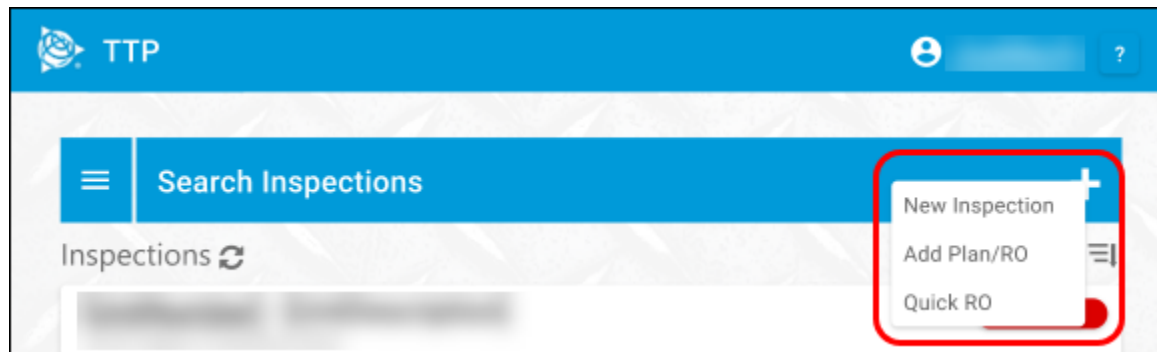 TTP
?
Search Inspections
New Inspection
Inspections
Add Plan/RO
Quick RO